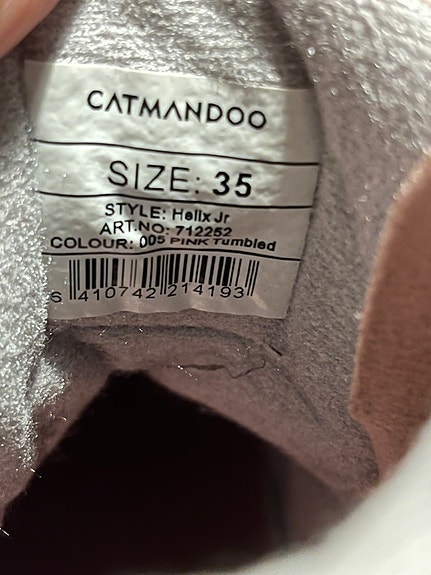 CATMANDOO
SIZE: 35
STYLE: Helix Jr
ART.NO: 712252
COLOUR: 005 PINK Tumbled
6 410742 214193